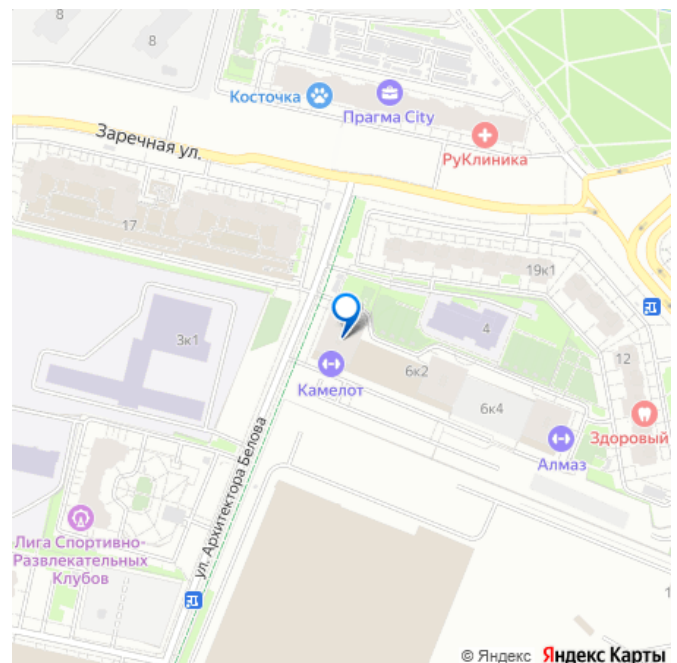 8
8
Косточка
Прагма City
РуКлиника
Заречная ул.
17
19к1
3к1
4
12
6к2
Камелот
6к4
Здоровый
Алмаз
ул. Архитектора Белова
Лига Спортивно-
Развлекательных
Клубов
1
© Яндекс Яндекс Карты